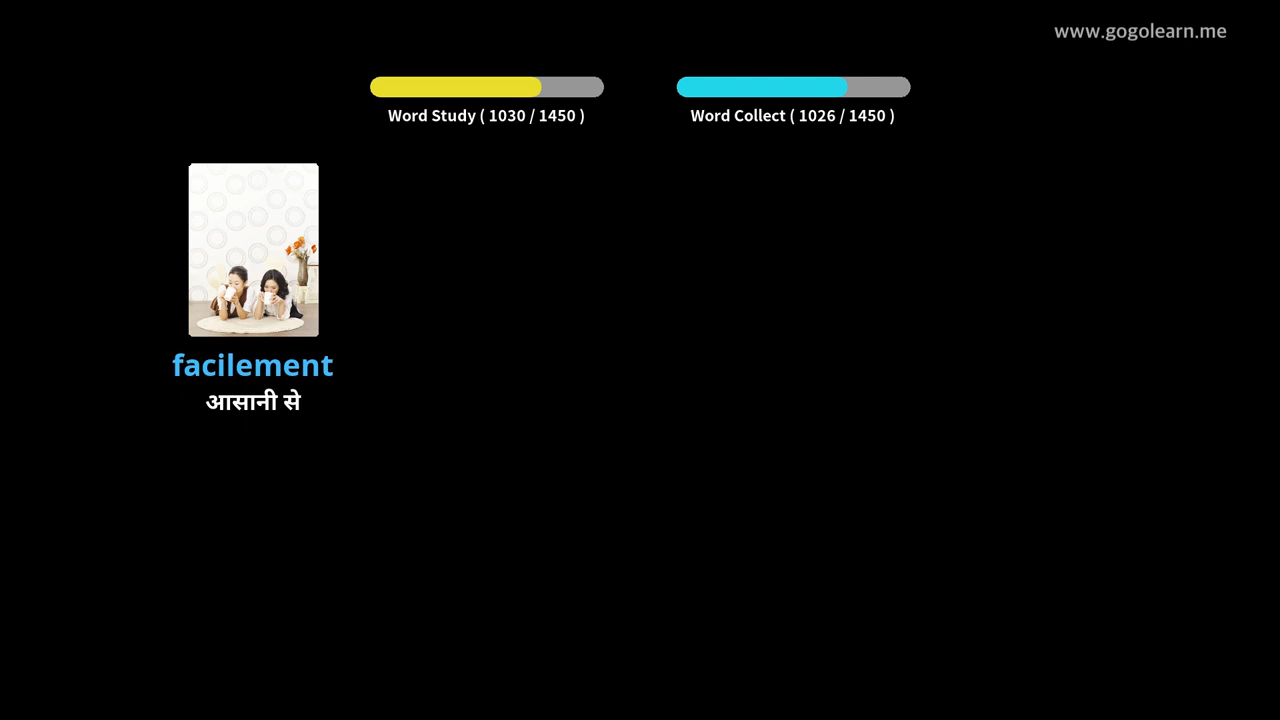 www.gogolearn.me
Word Study ( 1030 / 1450 )
Word Collect ( 1026 / 1450 )
facilement
आसानी से